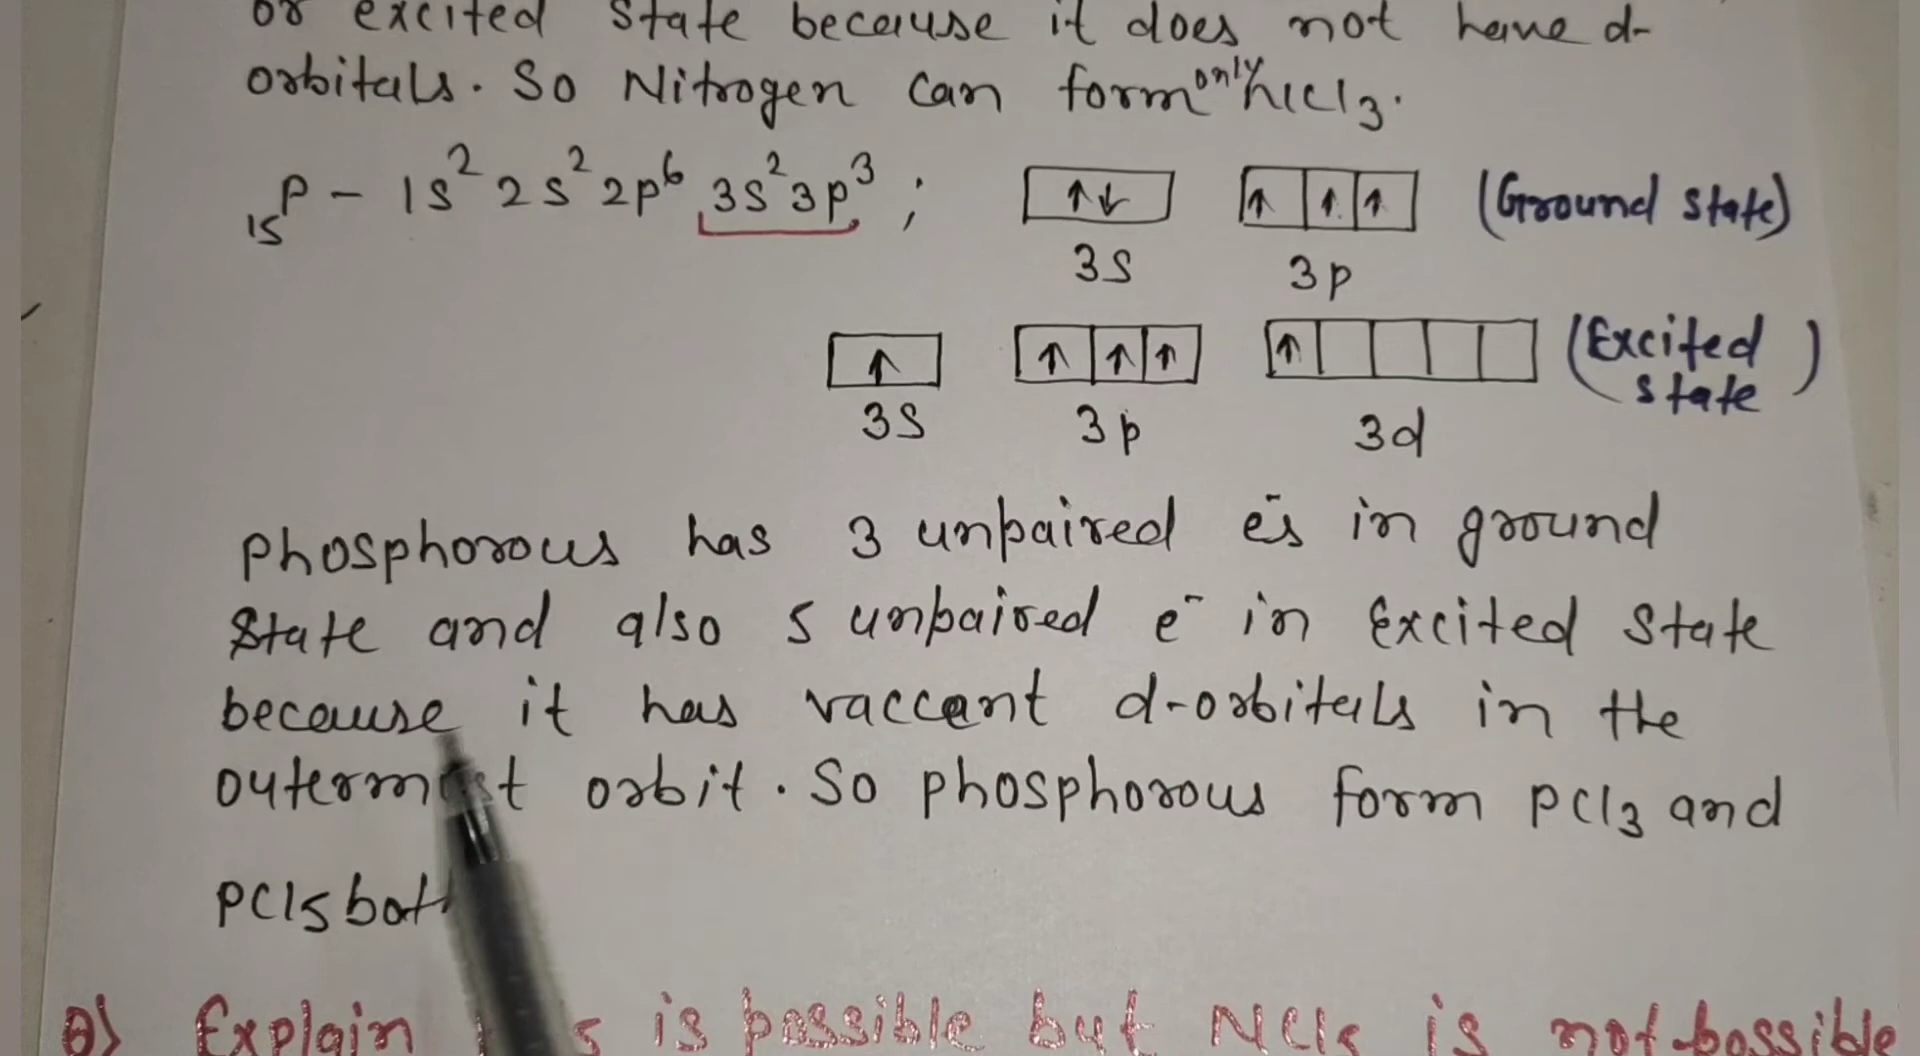 or excited state because it does not have d-
orbitals. So Nitrogen can form only NCl3.
15P - 1s² 2s² 2p⁶ 3s² 3p³ ; ↑↓ ↑ ↑ ↑ (Ground state)
3s 3p
↑ ↑ ↑ ↑ ↑ (Excited state)
3s 3p 3d
phosphorous has 3 unpaired e⁻s in ground
state and also 5 unpaired e⁻ in excited state
because it has vaccant d-orbitals in the
outermost orbit. So phosphorous form PCl3 and
PCl5 both
Q) Explain is possible but NCl5 is not possible